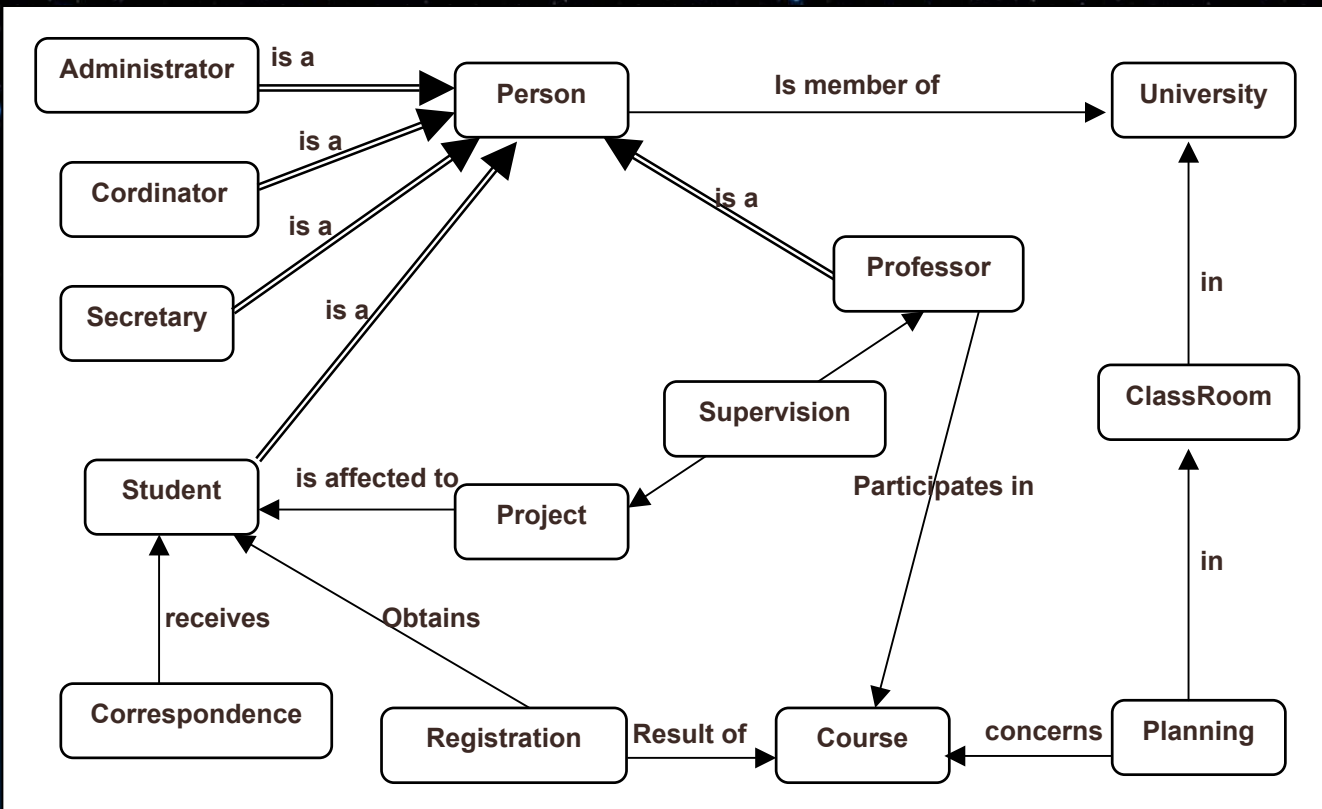 Administrator
is a
Person
Is member of
University
Cordinator
is a
is a
Secretary
is a
is a
Professor
in
Supervision
ClassRoom
Student
is affected to
Project
Participates in
in
receives
Obtains
Correspondence
Registration
Result of
Course
concerns
Planning